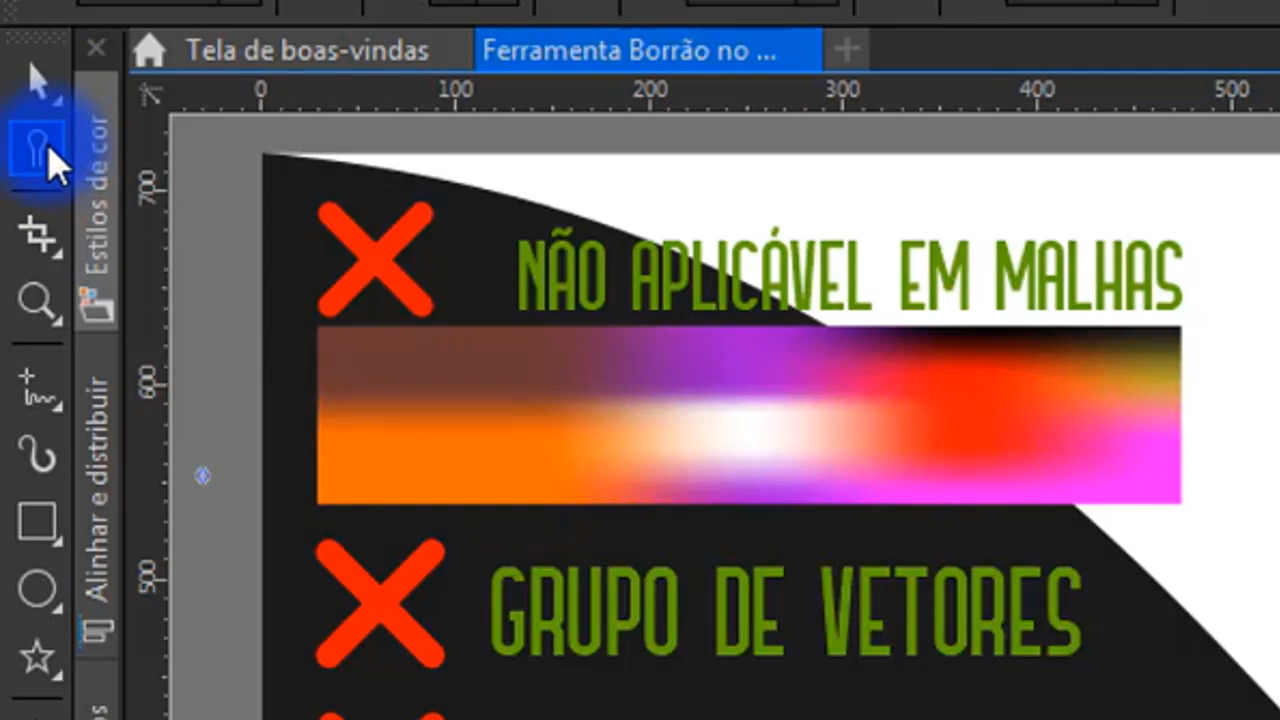 Tela de boas-vindas
Ferramenta Borrão no ...
0 100 200 300 400 500
700
600
500
Estilos de cor
Alinhar e distribuir
NÃO APLICÁVEL EM MALHAS
GRUPO DE VETORES